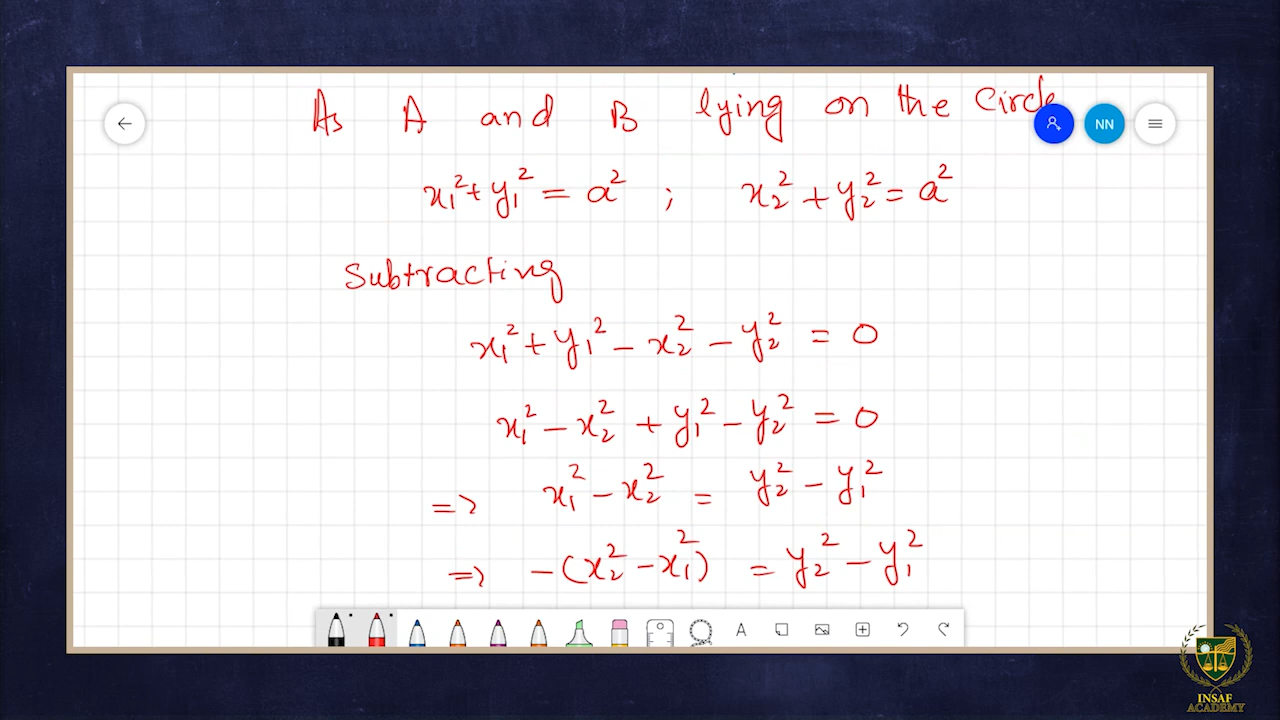 As A and B lying on the Circle
NN
x₁² + y₁² = a² ; x₂² + y₂² = a²
Subtracting
x₁² + y₁² - x₂² - y₂² = 0
x₁² - x₂² + y₁² - y₂² = 0
=> x₁² - x₂² = y₂² - y₁²
=> -(x₂² - x₁²) = y₂² - y₁²
A
INSAF
ACADEMY